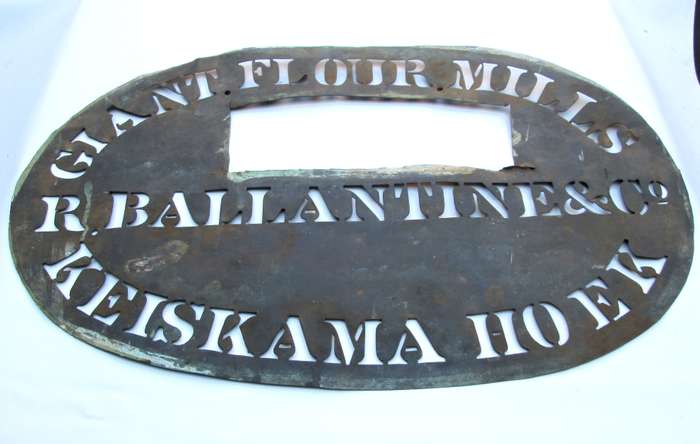 GIANT FLOUR MILLS
R. BALLANTINE & Co
KEISKAMA HOEK